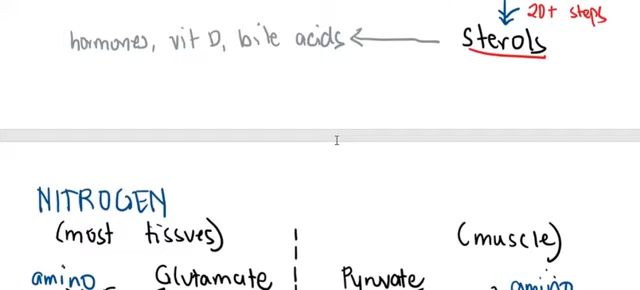 20+ steps
hormones, vit D, bile acids
sterols
NITROGEN
(most tissues)
(muscle)
amino
Glutamate
Pyruvate
amino